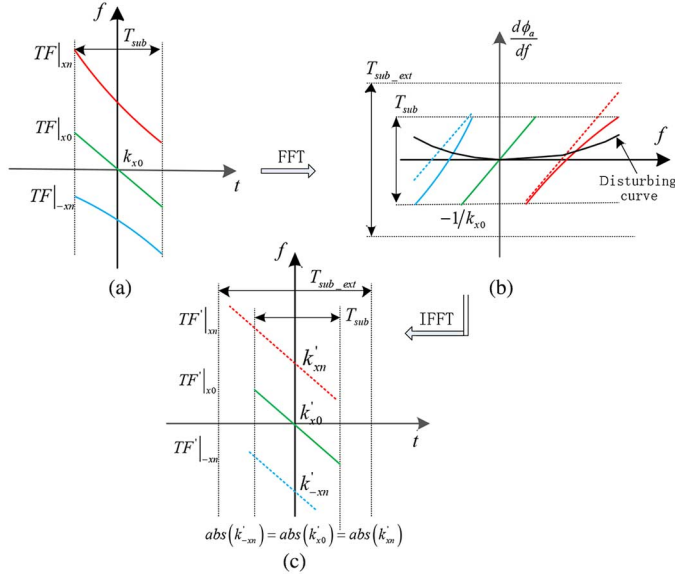 f
T_sub
TF|_xn
TF|_x0
k_x0
t
TF|_-xn
(a)
FFT
dϕ_a/df
T_sub_ext
T_sub
f
-1/k_x0
Disturbing
curve
(b)
IFFT
f
T_sub_ext
T_sub
TF'|_xn
k'_xn
TF'|_x0
k'_x0
t
TF'|_-xn
k'_-xn
abs(k'_-xn)=abs(k'_x0)=abs(k'_xn)
(c)